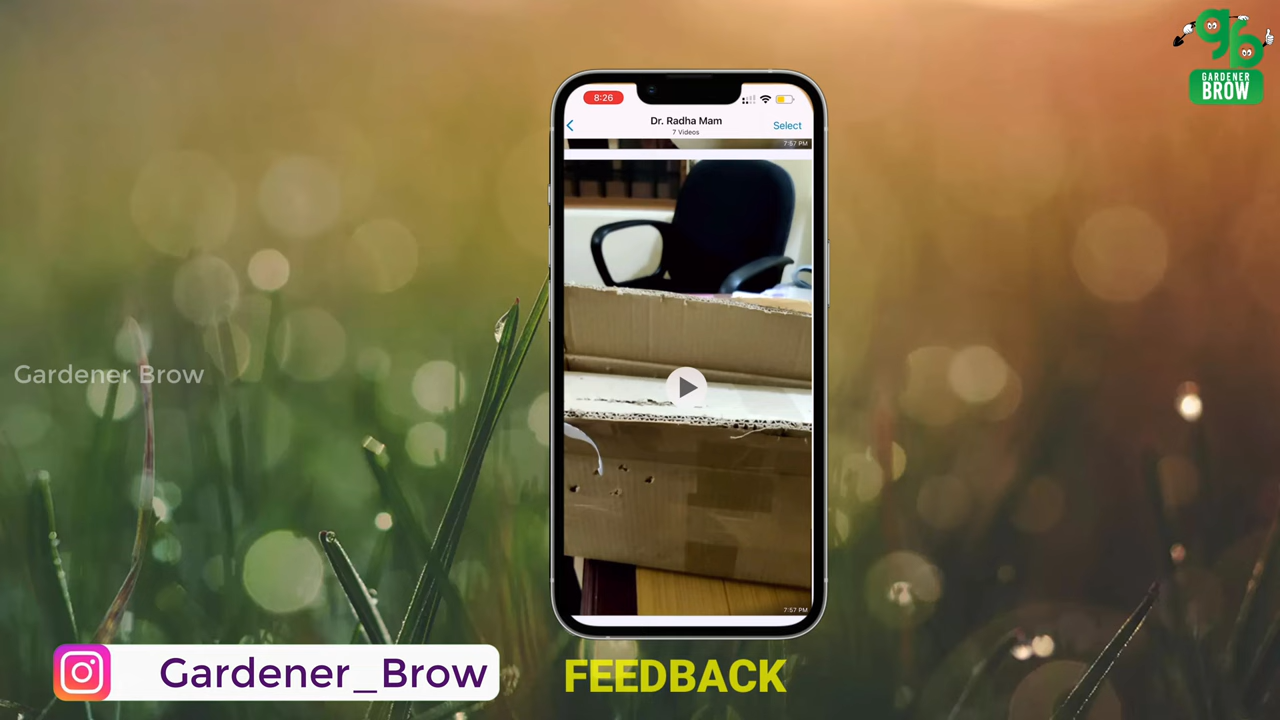 gb
GARDENER
BROW
8:26
Dr. Radha Mam
7 Videos
Select
7:57 PM
7:57 PM
Gardener Brow
Gardener_Brow
FEEDBACK